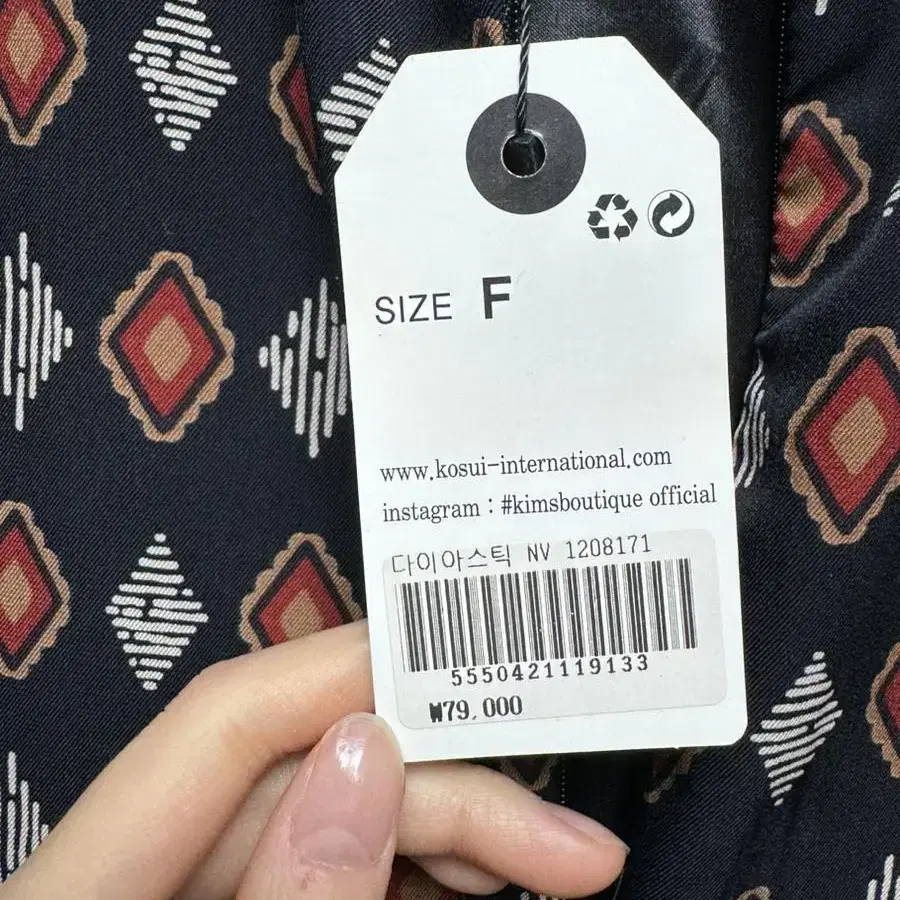 SIZE F
www.kosui-international.com
instagram : #kimsboutique official
다이아스틱 NV 1208171
5550421119133
₩79,000